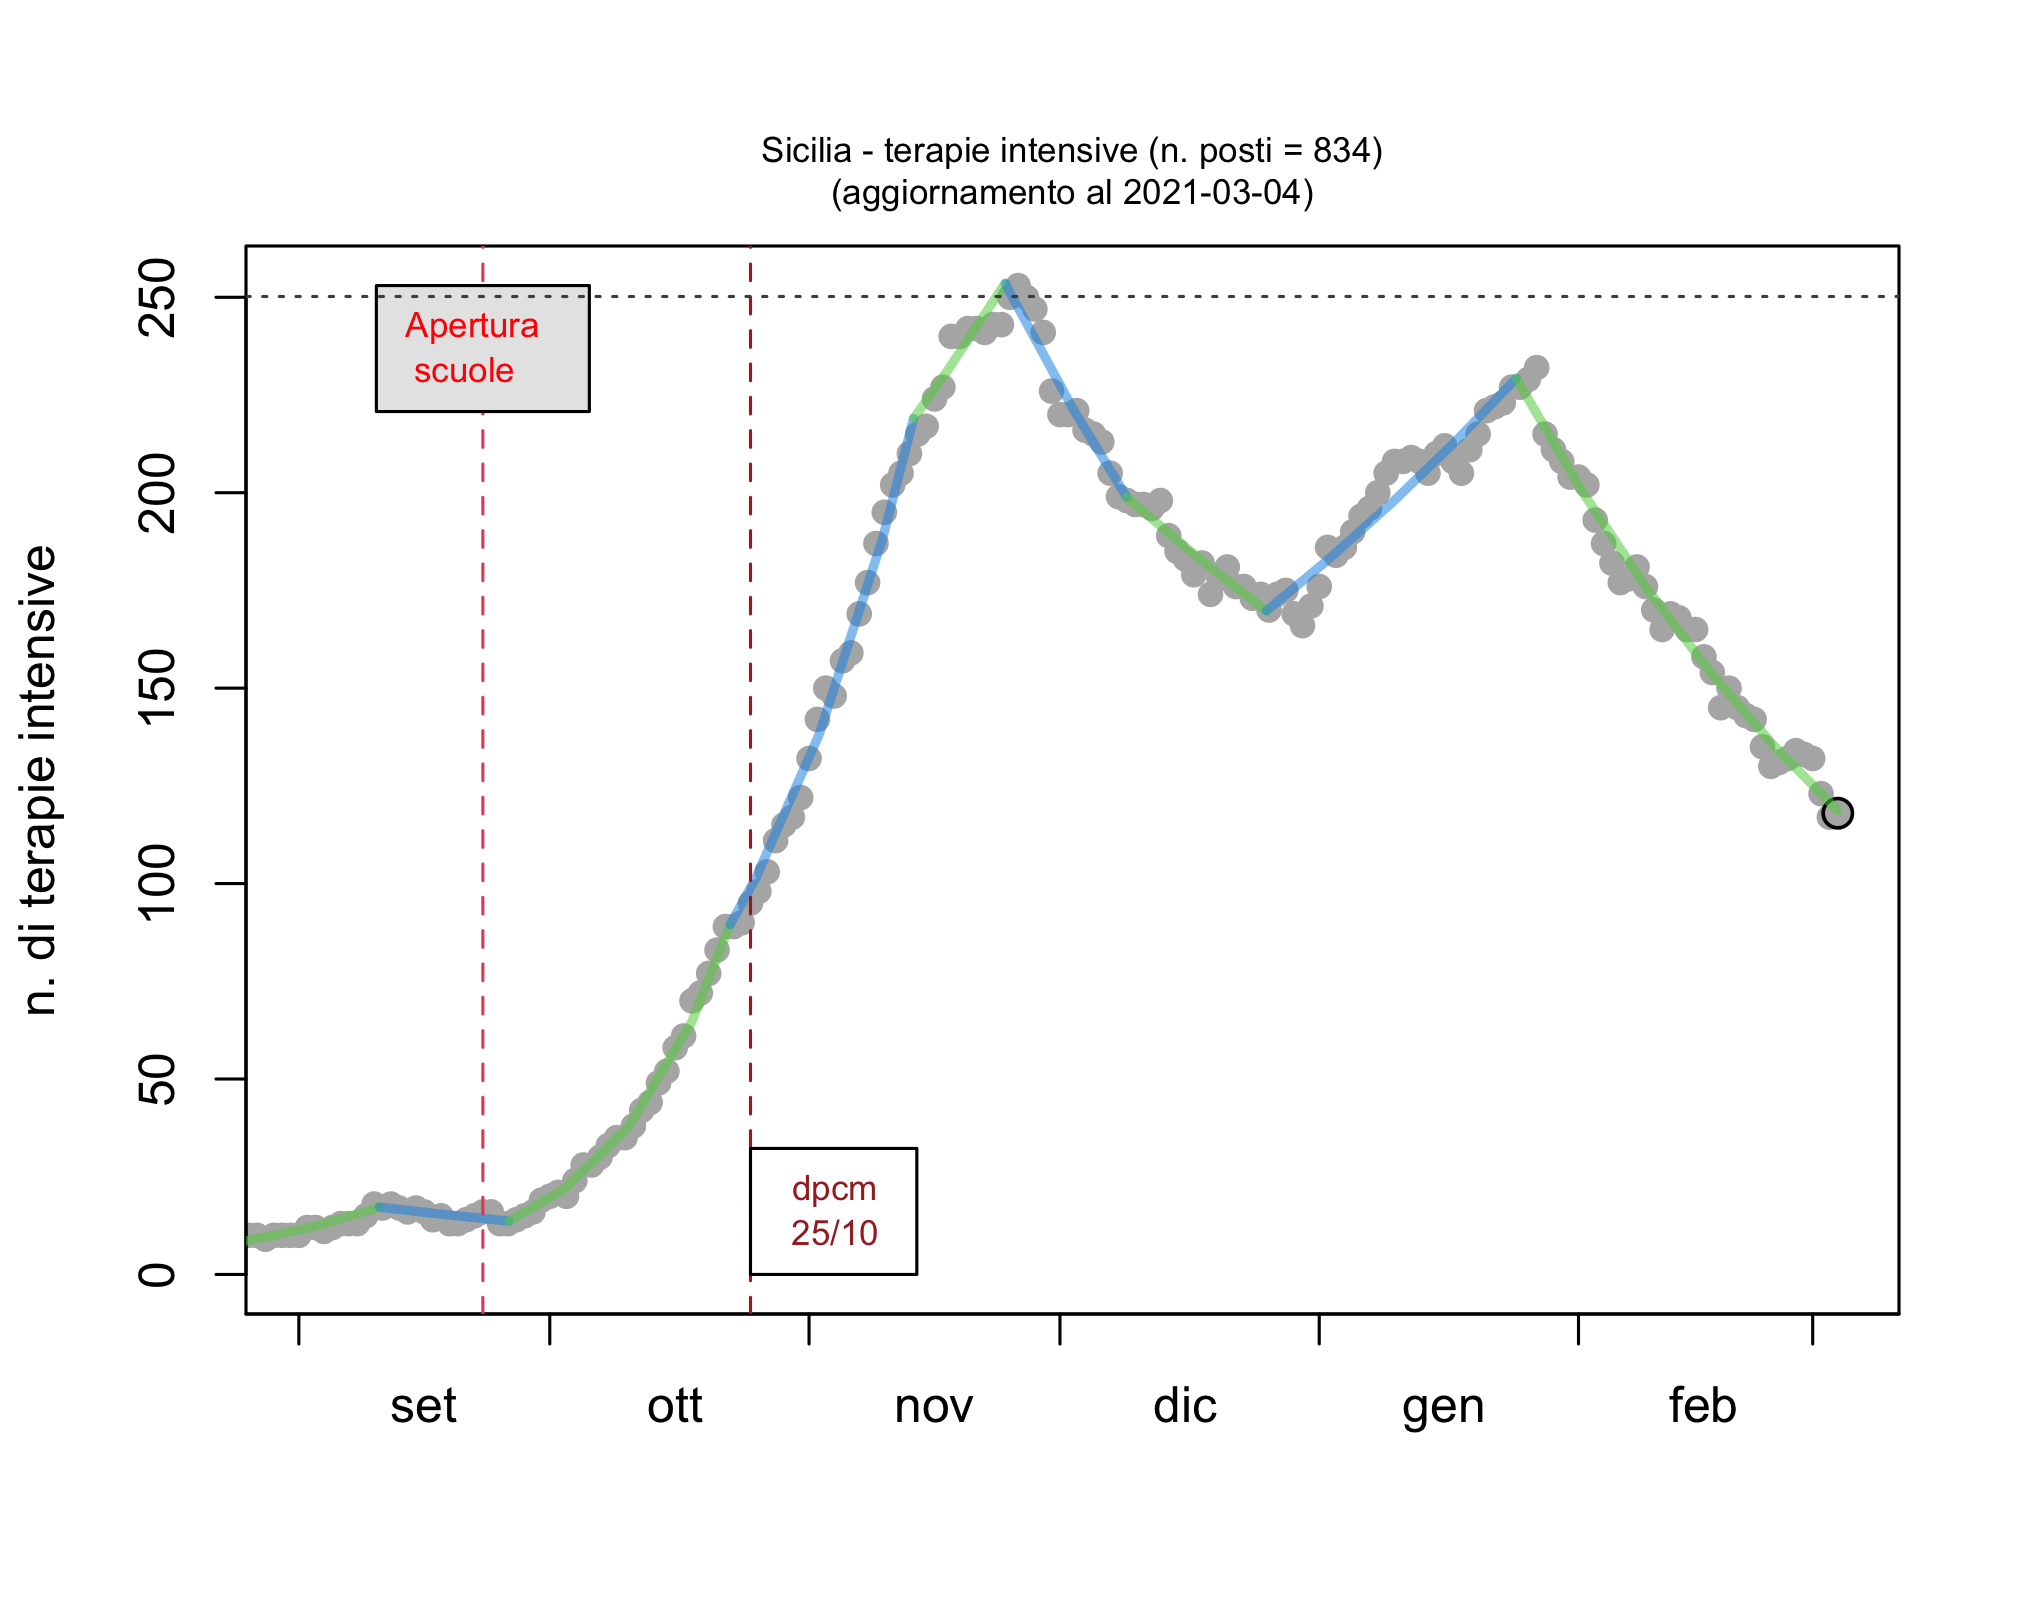 Sicilia - terapie intensive (n. posti = 834)
(aggiornamento al 2021-03-04)
n. di terapie intensive
250
200
150
100
50
0
Apertura
scuole
dpcm
25/10
set
ott
nov
dic
gen
feb